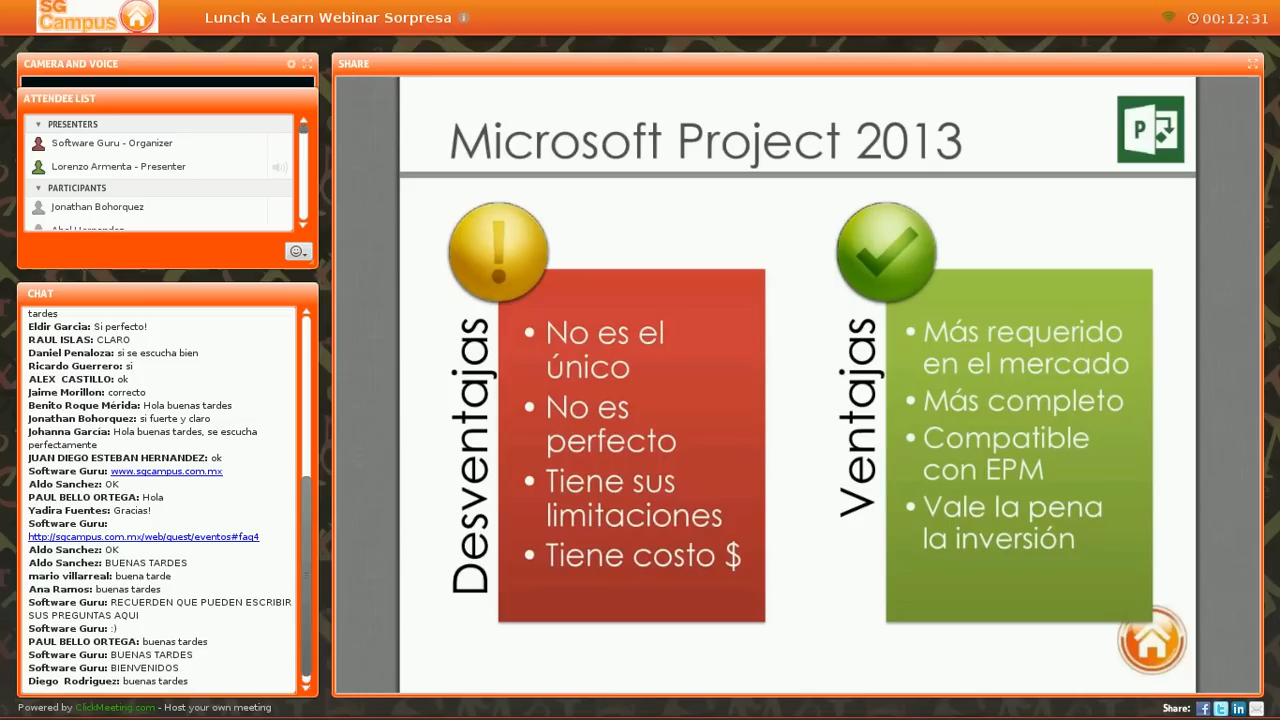 SG
Campus
Lunch & Learn Webinar Sorpresa
00:12:31
CAMERA AND VOICE
ATTENDEE LIST
PRESENTERS
Software Guru - Organizer
Lorenzo Armenta - Presenter
PARTICIPANTS
Jonathan Bohorquez
Abel Hernandez
CHAT
tardes
Eldir Garcia: Si perfecto!
RAUL ISLAS: CLARO
Daniel Penaloza: si se escucha bien
Ricardo Guerrero: si
ALEX CASTILLO: ok
Jaime Morillon: correcto
Benito Roque Mérida: Hola buenas tardes
Jonathan Bohorquez: si fuerte y claro
Johanna García: Hola buenas tardes, se escucha
perfectamente
JUAN DIEGO ESTEBAN HERNANDEZ: ok
Software Guru: www.sgcampus.com.mx
Aldo Sanchez: OK
PAUL BELLO ORTEGA: Hola
Yadira Fuentes: Gracias!
Software Guru:
http://sgcampus.com.mx/web/guest/eventos#faq4
Aldo Sanchez: OK
Aldo Sanchez: BUENAS TARDES
mario villarreal: buena tarde
Ana Ramos: buenas tardes
Software Guru: RECUERDEN QUE PUEDEN ESCRIBIR
SUS PREGUNTAS AQUI
Software Guru: :)
PAUL BELLO ORTEGA: buenas tardes
Software Guru: BUENAS TARDES
Software Guru: BIENVENIDOS
Diego Rodriguez: buenas tardes
SHARE
Microsoft Project 2013
P
Desventajas
• No es el
único
• No es
perfecto
• Tiene sus
limitaciones
• Tiene costo $
Ventajas
• Más requerido
en el mercado
• Más completo
• Compatible
con EPM
• Vale la pena
la inversión
Powered by ClickMeeting.com - Host your own meeting
Share: